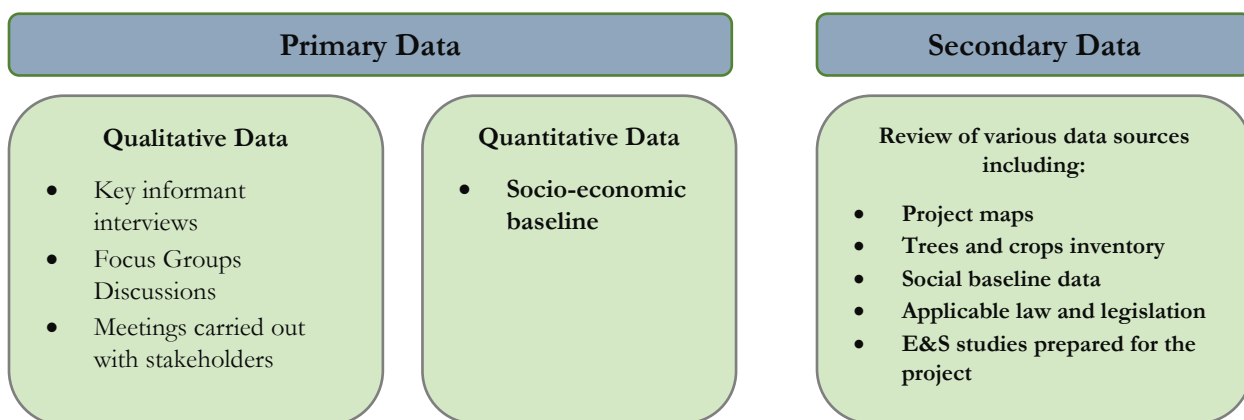 Primary Data
Secondary Data
Qualitative Data
• Key informant
interviews
• Focus Groups
Discussions
• Meetings carried out
with stakeholders
Quantitative Data
• Socio-economic
baseline
Review of various data sources
including:
• Project maps
• Trees and crops inventory
• Social baseline data
• Applicable law and legislation
• E&S studies prepared for the
project